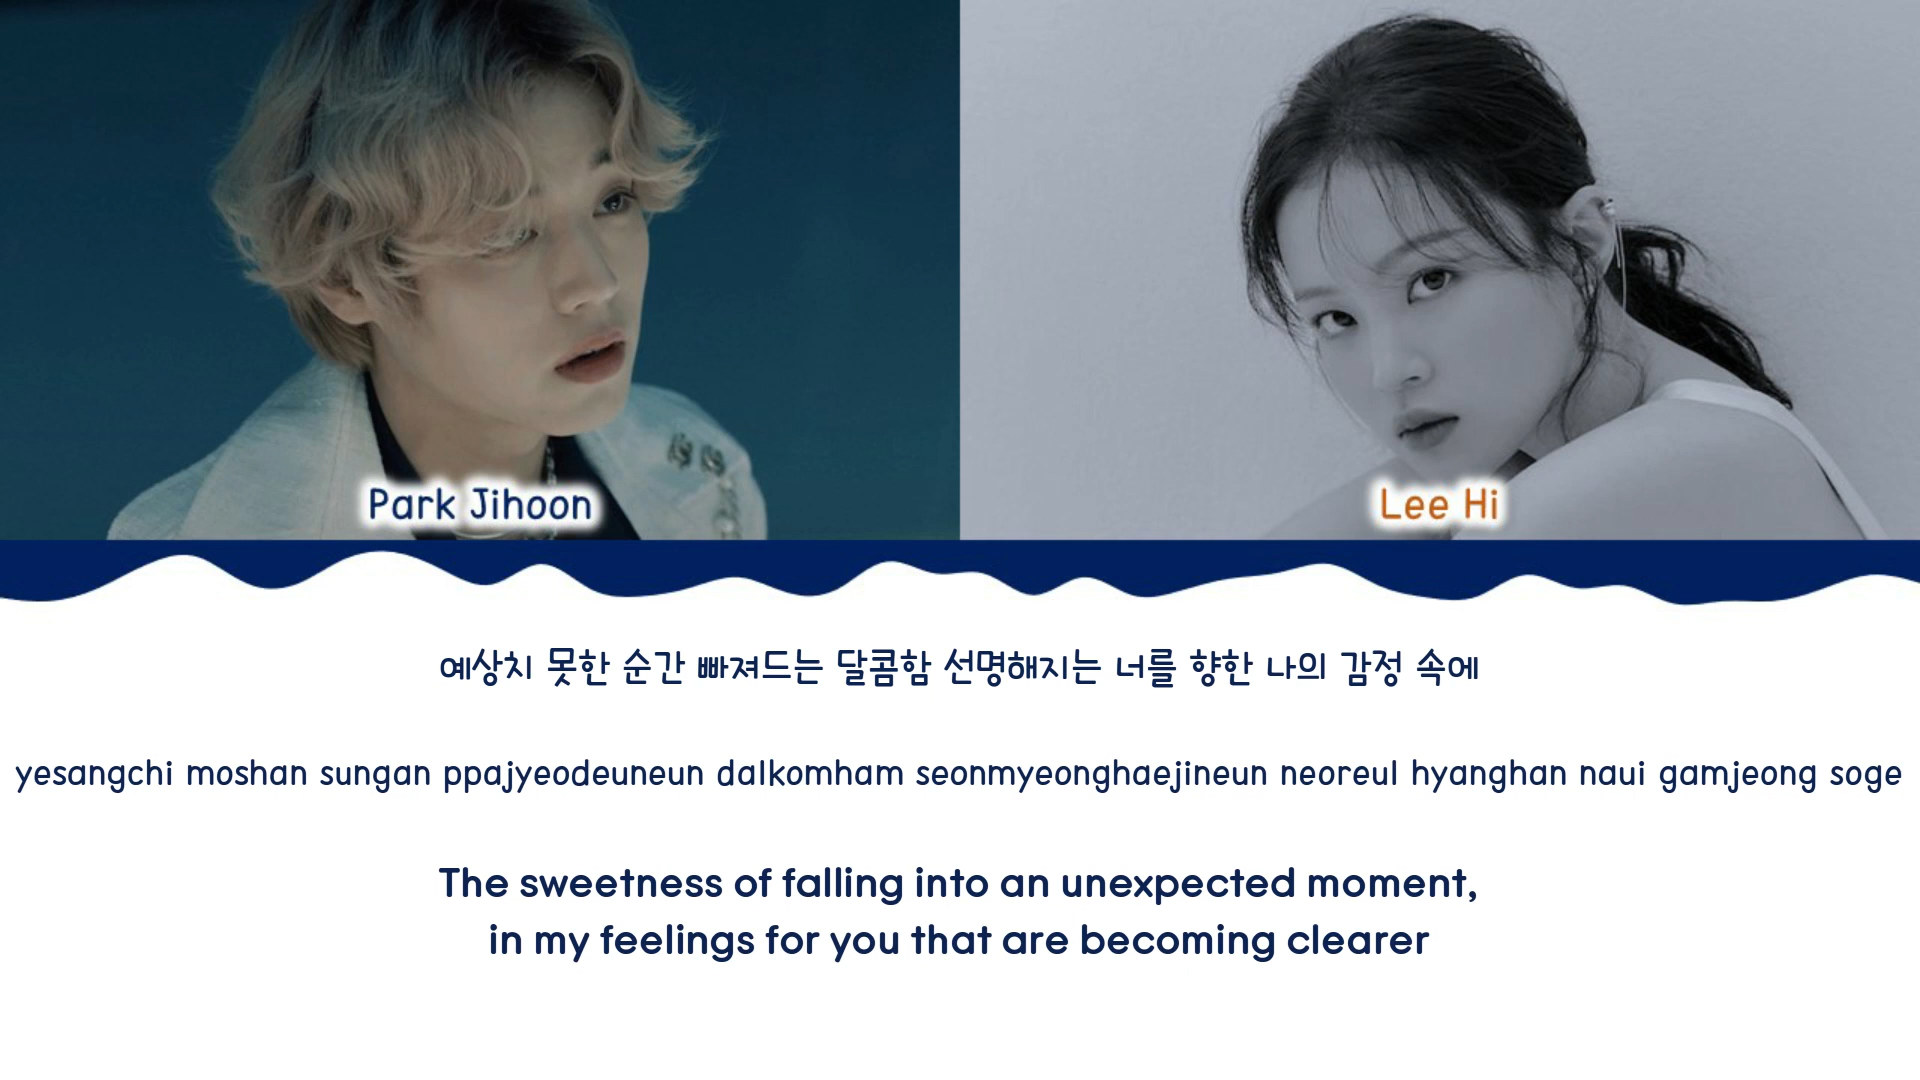 Park Jihoon
Lee Hi
예상치 못한 순간 빠져드는 달콤함 선명해지는 너를 향한 나의 감정 속에
yesangchi moshan sungan ppajyeodeuneun dalkomham seonmyeonghaejineun neoreul hyanghan naui gamjeong soge
The sweetness of falling into an unexpected moment,
in my feelings for you that are becoming clearer